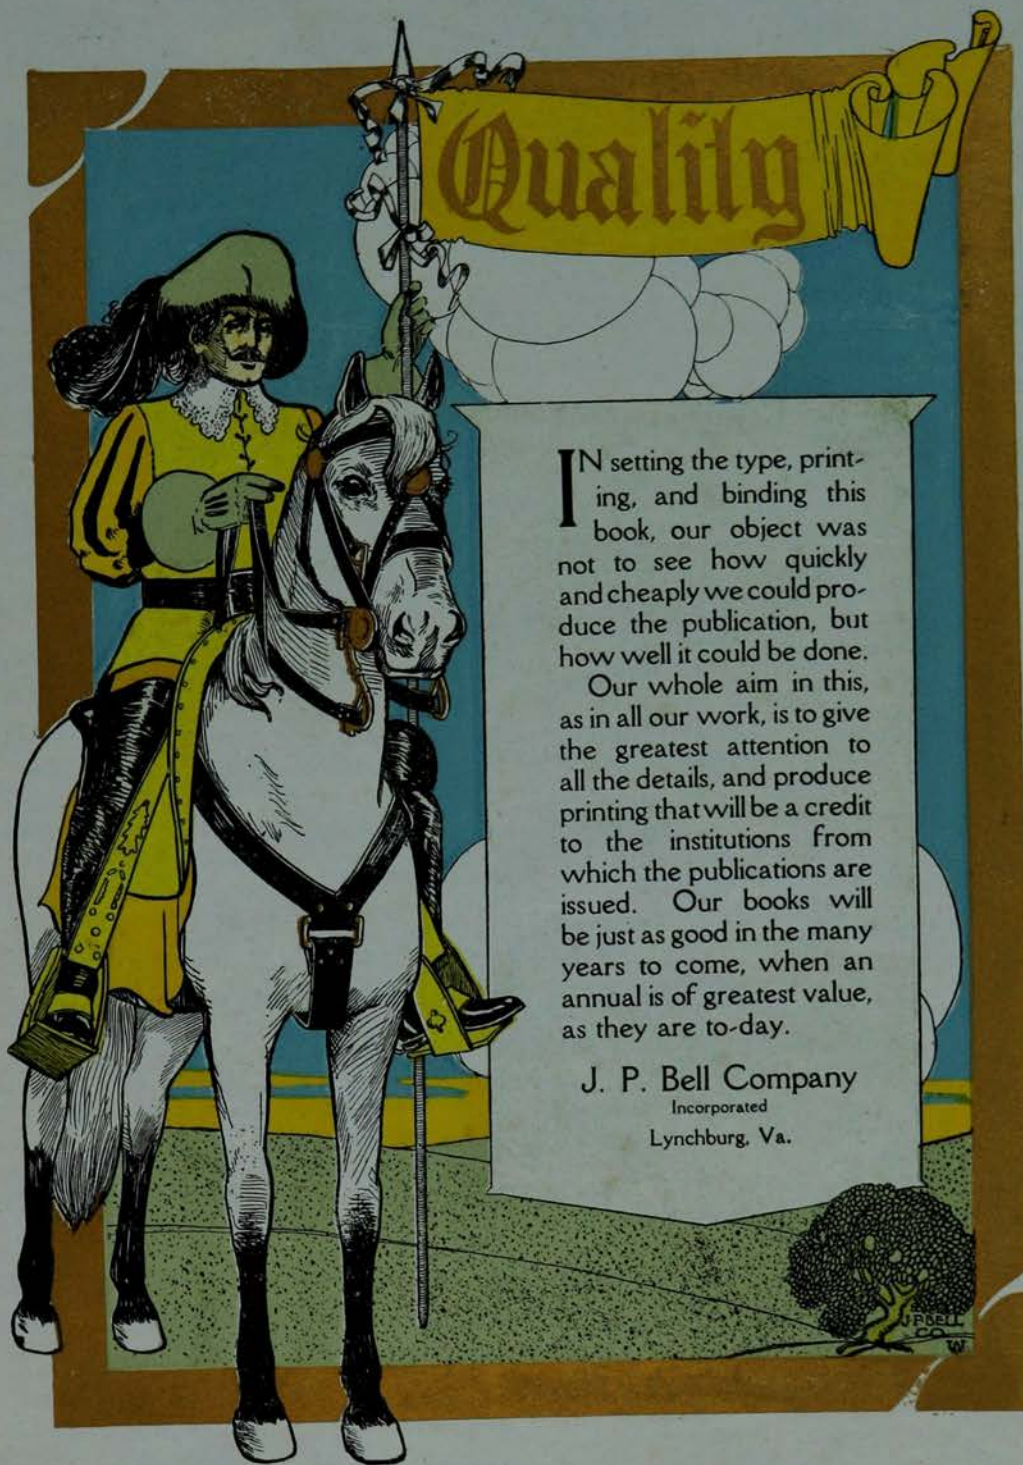 Quality
IN setting the type, print-
ing, and binding this
book, our object was
not to see how quickly
and cheaply we could pro-
duce the publication, but
how well it could be done.
Our whole aim in this,
as in all our work, is to give
the greatest attention to
all the details, and produce
printing that will be a credit
to the institutions from
which the publications are
issued. Our books will
be just as good in the many
years to come, when an
annual is of greatest value,
as they are to-day.
J. P. Bell Company
Incorporated
Lynchburg, Va.
J.P.BELL
CO
W